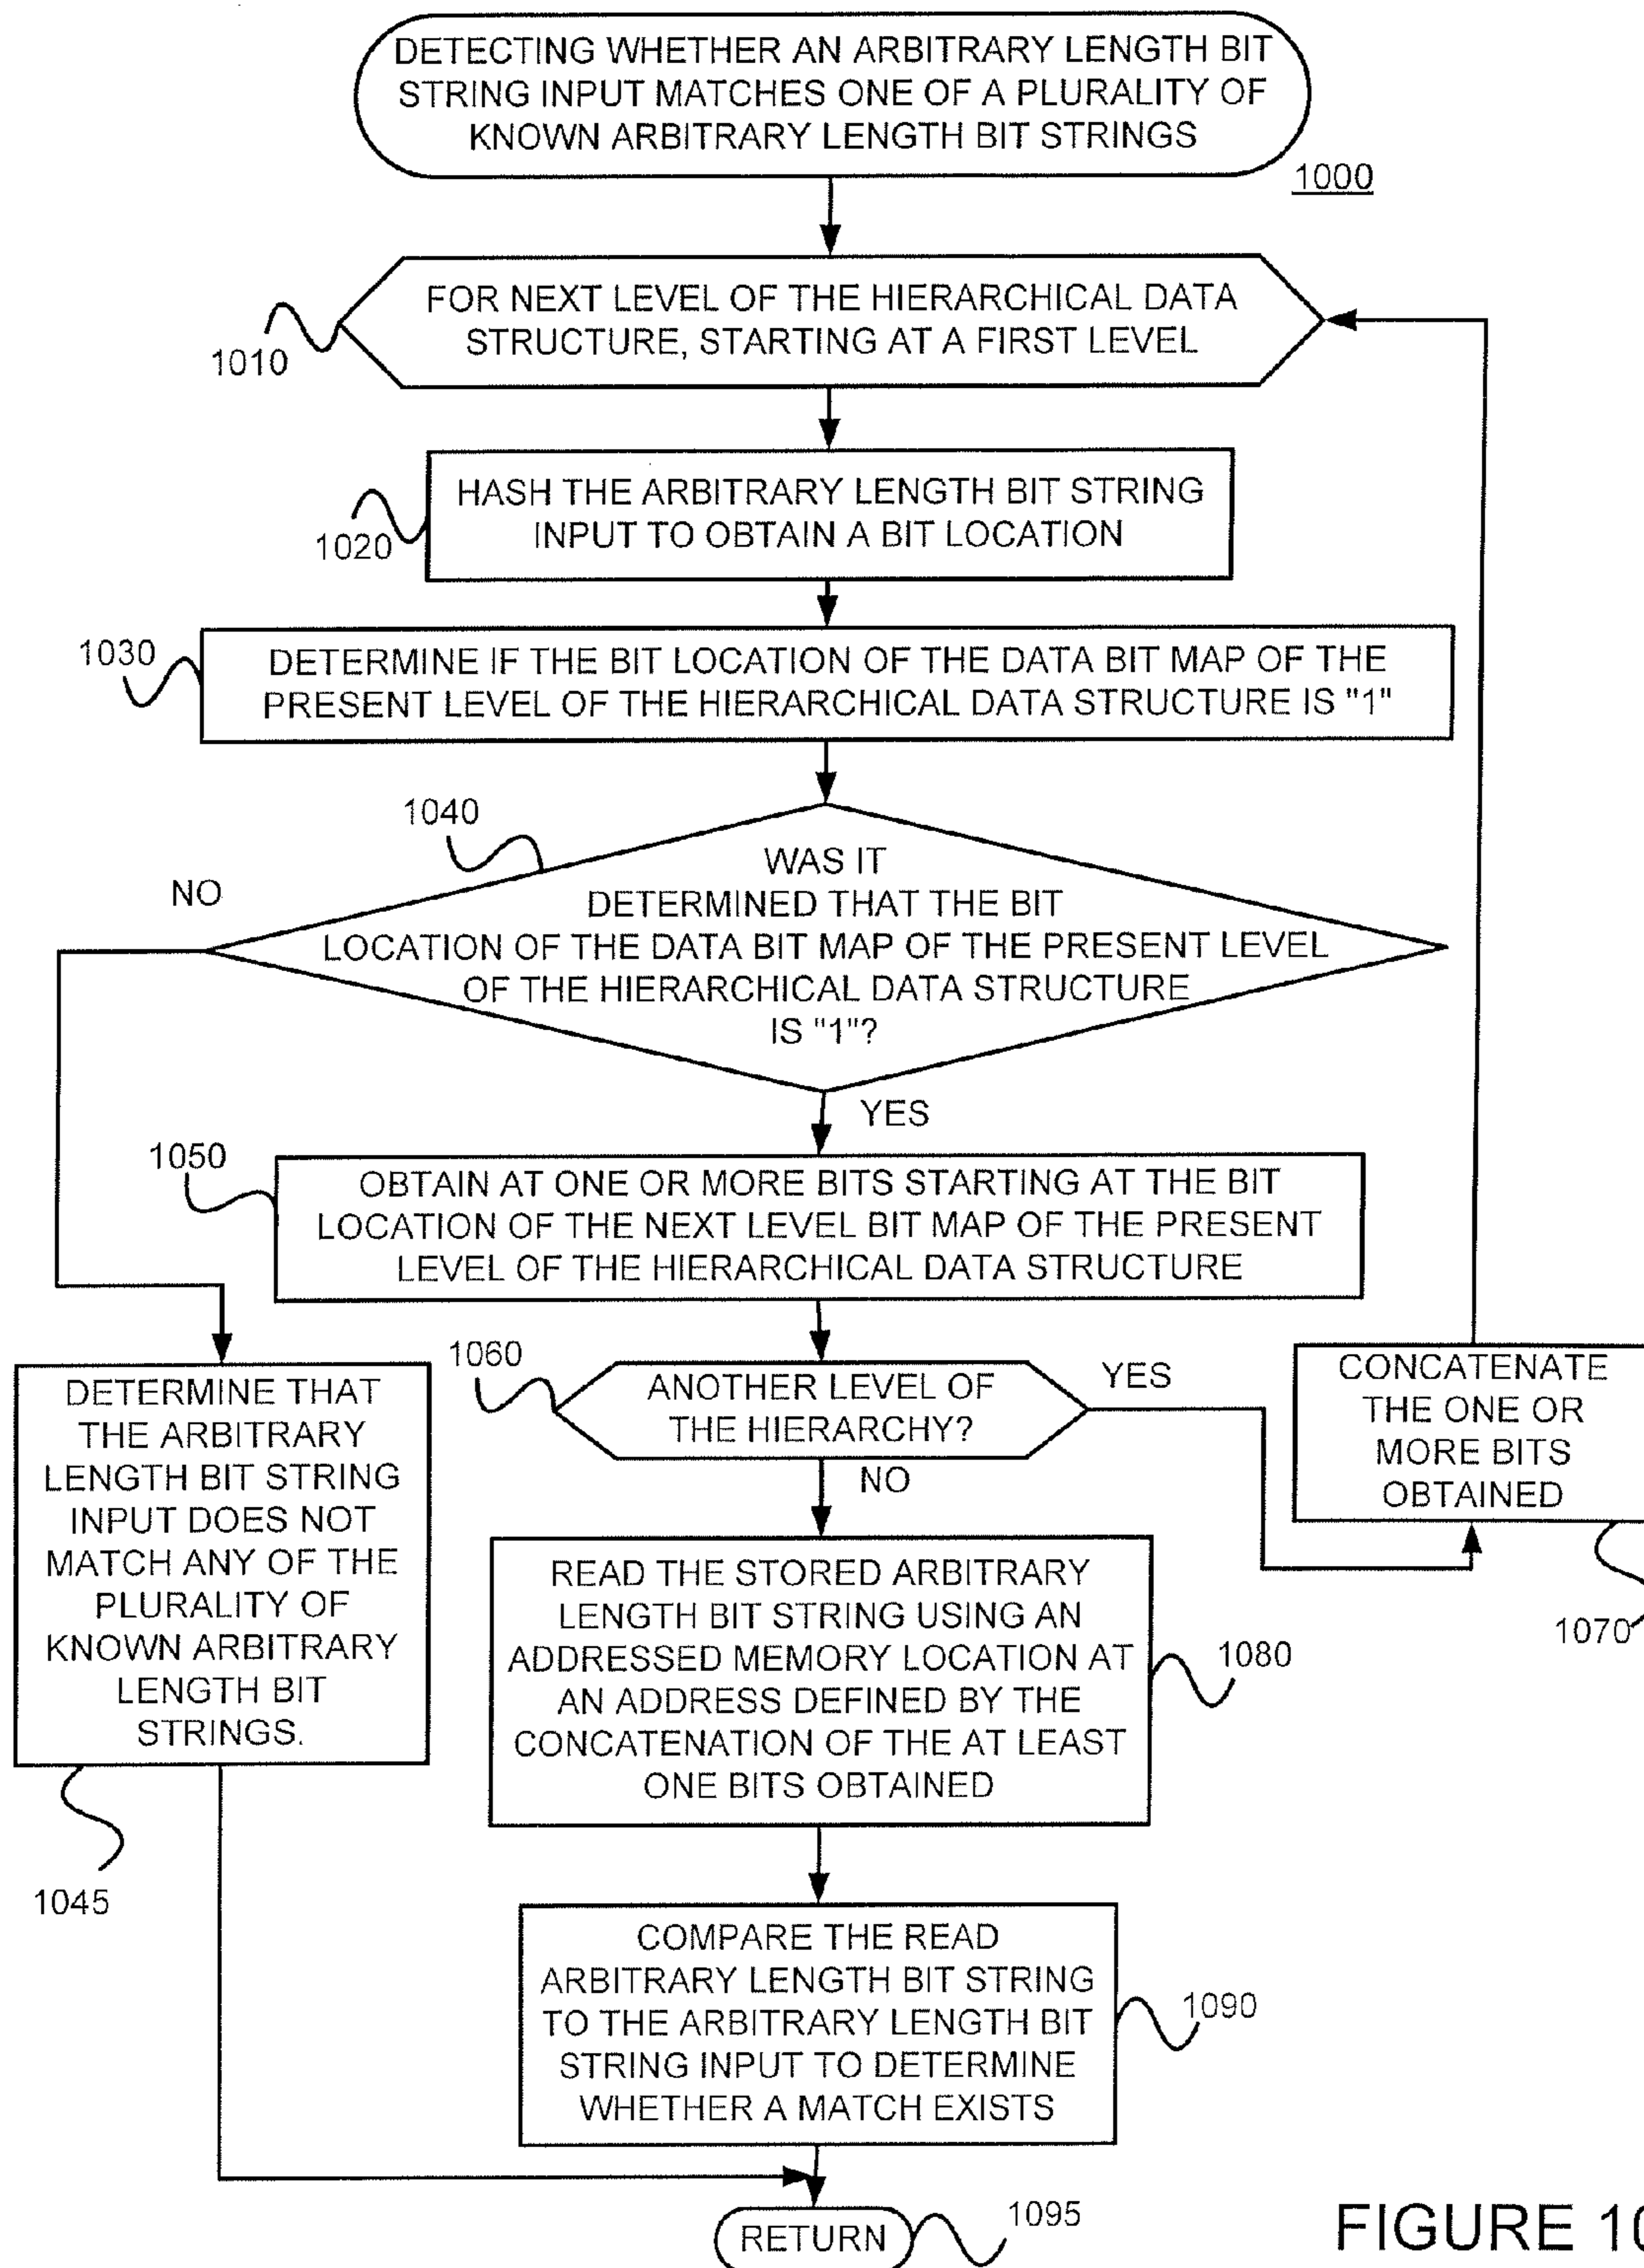 DETECTING WHETHER AN ARBITRARY LENGTH BIT
STRING INPUT MATCHES ONE OF A PLURALITY OF
KNOWN ARBITRARY LENGTH BIT STRINGS
1000
FOR NEXT LEVEL OF THE HIERARCHICAL DATA
STRUCTURE, STARTING AT A FIRST LEVEL
1010
HASH THE ARBITRARY LENGTH BIT STRING
INPUT TO OBTAIN A BIT LOCATION
1020
1030
DETERMINE IF THE BIT LOCATION OF THE DATA BIT MAP OF THE
PRESENT LEVEL OF THE HIERARCHICAL DATA STRUCTURE IS "1"
1040
NO
WAS IT
DETERMINED THAT THE BIT
LOCATION OF THE DATA BIT MAP OF THE PRESENT LEVEL
OF THE HIERARCHICAL DATA STRUCTURE
IS "1"?
YES
1050
OBTAIN AT ONE OR MORE BITS STARTING AT THE BIT
LOCATION OF THE NEXT LEVEL BIT MAP OF THE PRESENT
LEVEL OF THE HIERARCHICAL DATA STRUCTURE
1060
ANOTHER LEVEL OF
THE HIERARCHY?
YES
NO
CONCATENATE
THE ONE OR
MORE BITS
OBTAINED
1070
DETERMINE THAT
THE ARBITRARY
LENGTH BIT STRING
INPUT DOES NOT
MATCH ANY OF THE
PLURALITY OF
KNOWN ARBITRARY
LENGTH BIT
STRINGS.
1045
READ THE STORED ARBITRARY
LENGTH BIT STRING USING AN
ADDRESSED MEMORY LOCATION AT
AN ADDRESS DEFINED BY THE
CONCATENATION OF THE AT LEAST
ONE BITS OBTAINED
1080
COMPARE THE READ
ARBITRARY LENGTH BIT STRING
TO THE ARBITRARY LENGTH BIT
STRING INPUT TO DETERMINE
WHETHER A MATCH EXISTS
1090
RETURN
1095
FIGURE 10